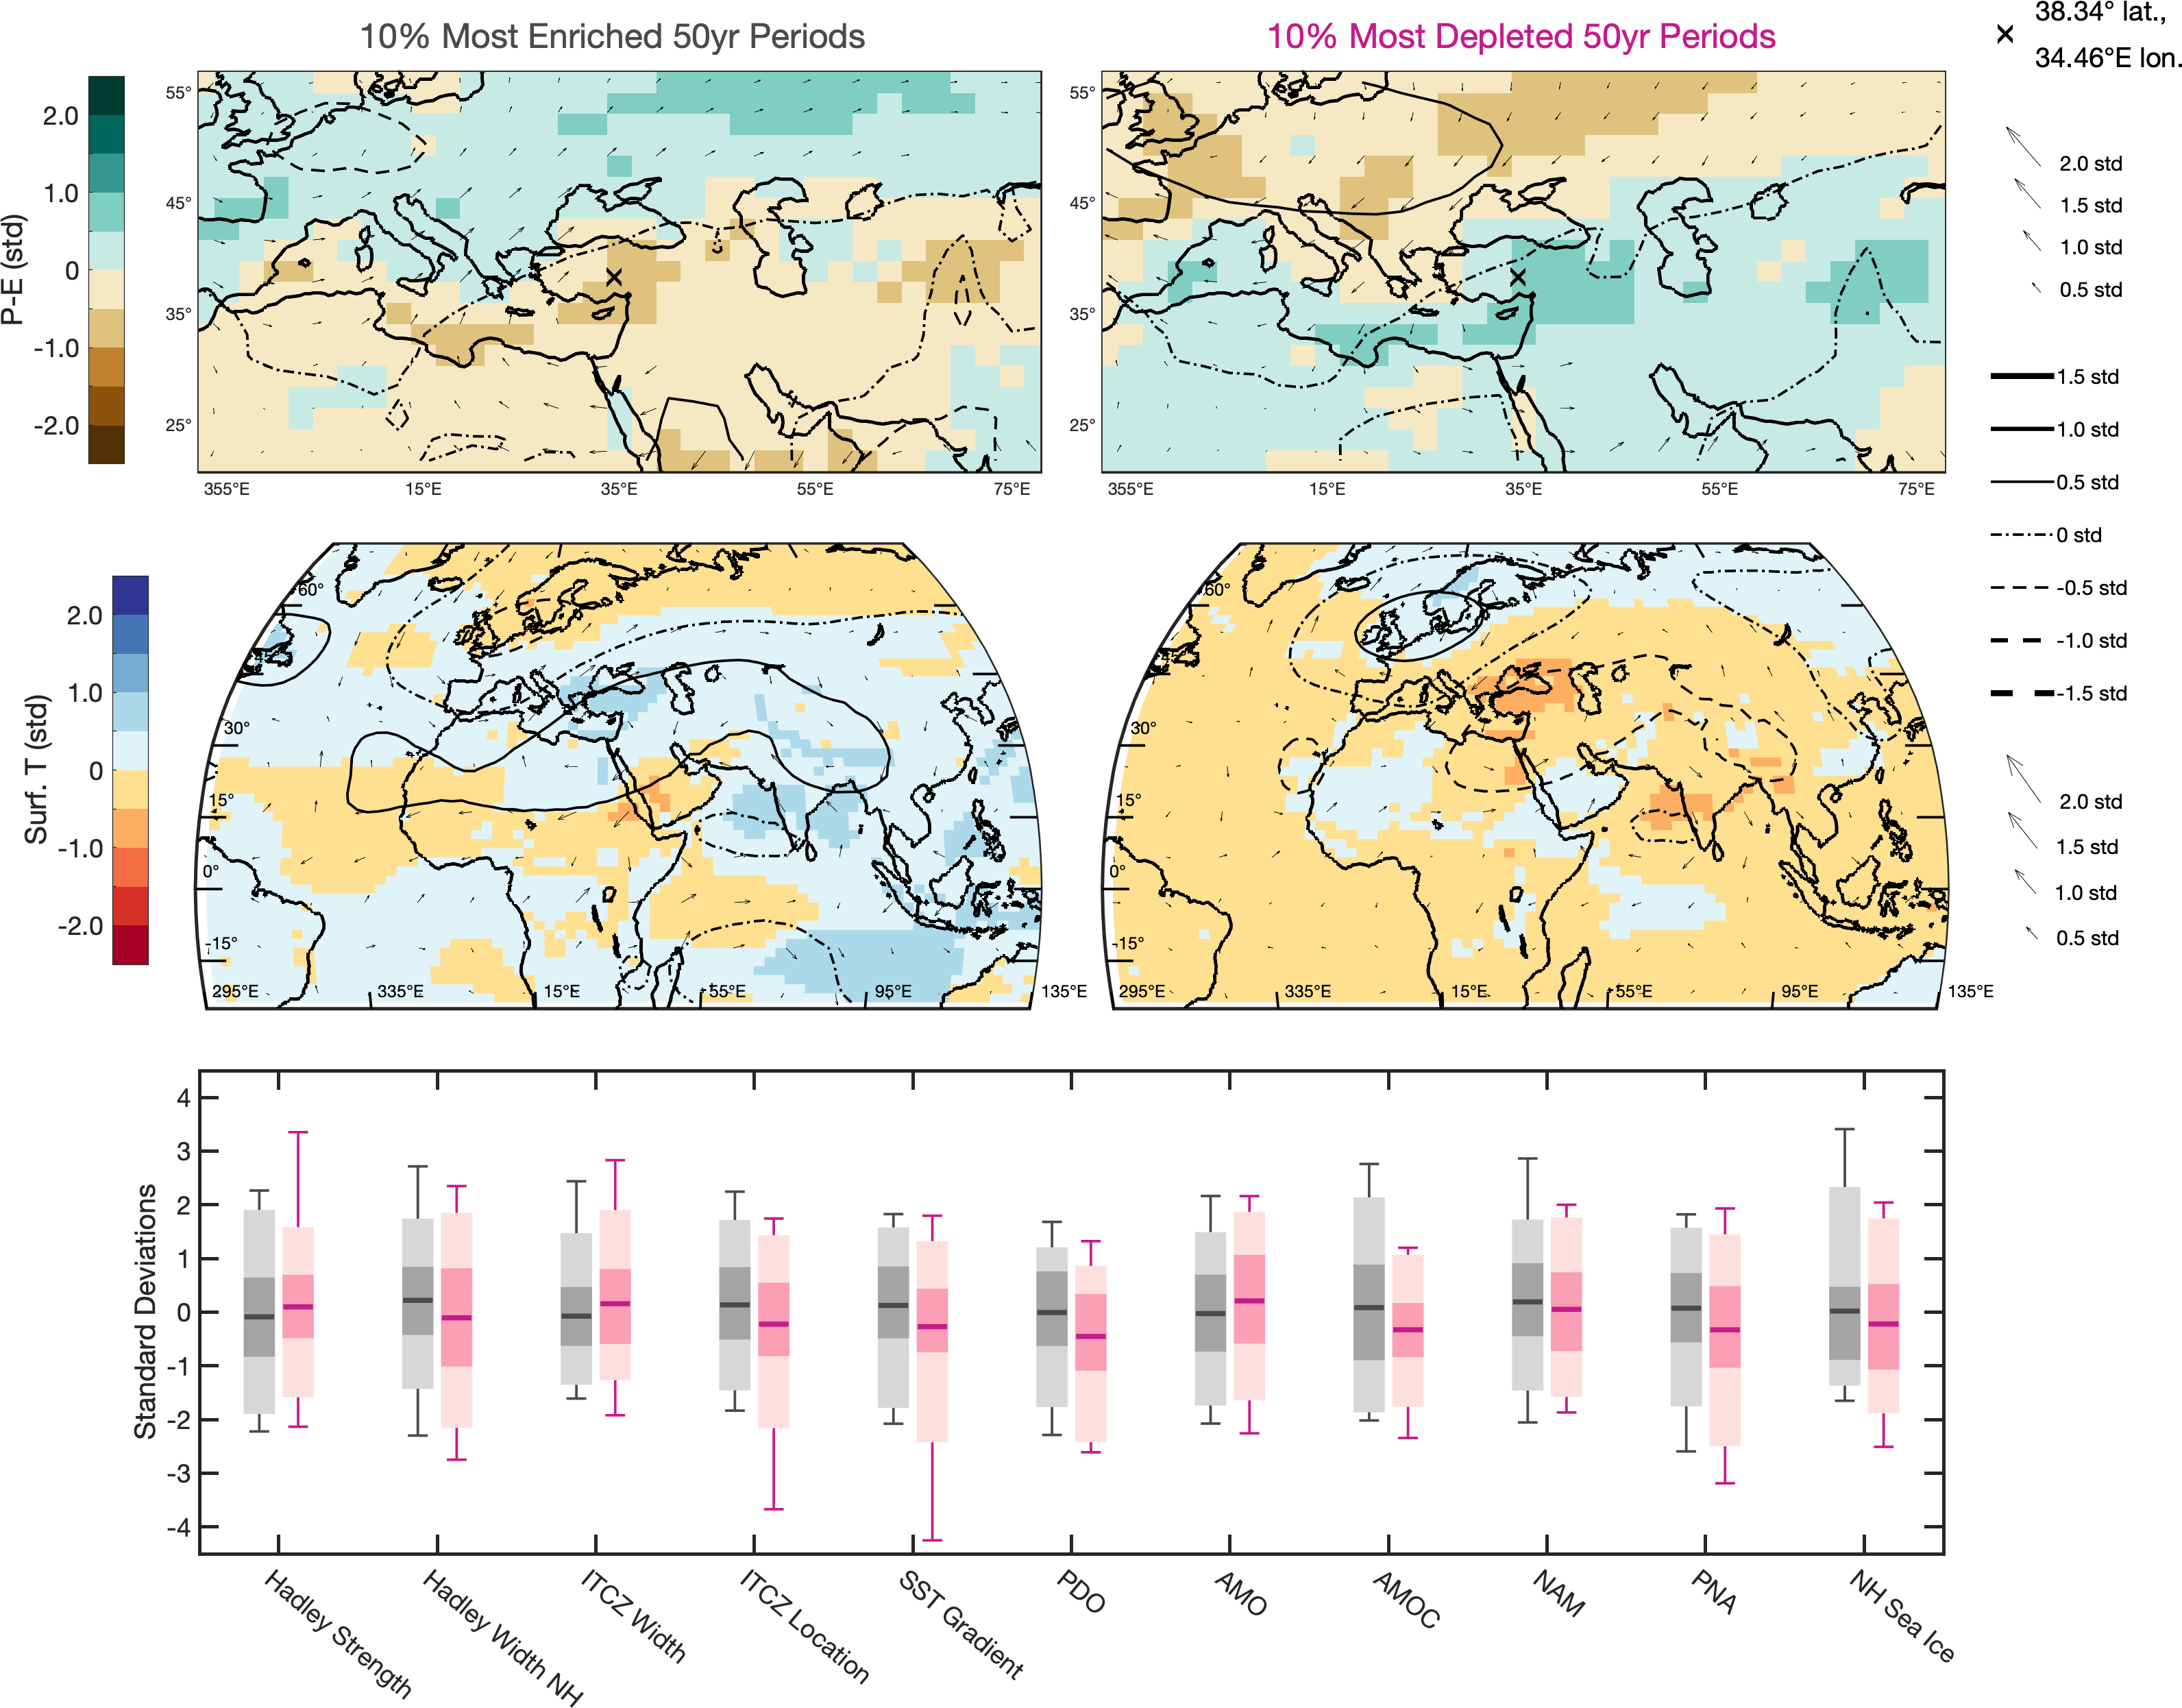 10% Most Enriched 50yr Periods
10% Most Depleted 50yr Periods
38.34° lat.,
34.46°E lon.
P-E (std)
2.0
1.0
0
-1.0
-2.0
55°
45°
35°
25°
355°E
15°E
35°E
55°E
75°E
55°
45°
35°
25°
355°E
15°E
35°E
55°E
75°E
2.0 std
1.5 std
1.0 std
0.5 std
1.5 std
1.0 std
0.5 std
0 std
-0.5 std
-1.0 std
-1.5 std
Surf. T (std)
2.0
1.0
0
-1.0
-2.0
60°
45°
30°
15°
0°
-15°
295°E
335°E
15°E
55°E
95°E
135°E
60°
45°
30°
15°
0°
-15°
295°E
335°E
15°E
55°E
95°E
135°E
2.0 std
1.5 std
1.0 std
0.5 std
Standard Deviations
4
3
2
1
0
-1
-2
-3
-4
Hadley Strength
Hadley Width NH
ITCZ Width
ITCZ Location
SST Gradient
PDO
AMO
AMOC
NAM
PNA
NH Sea Ice